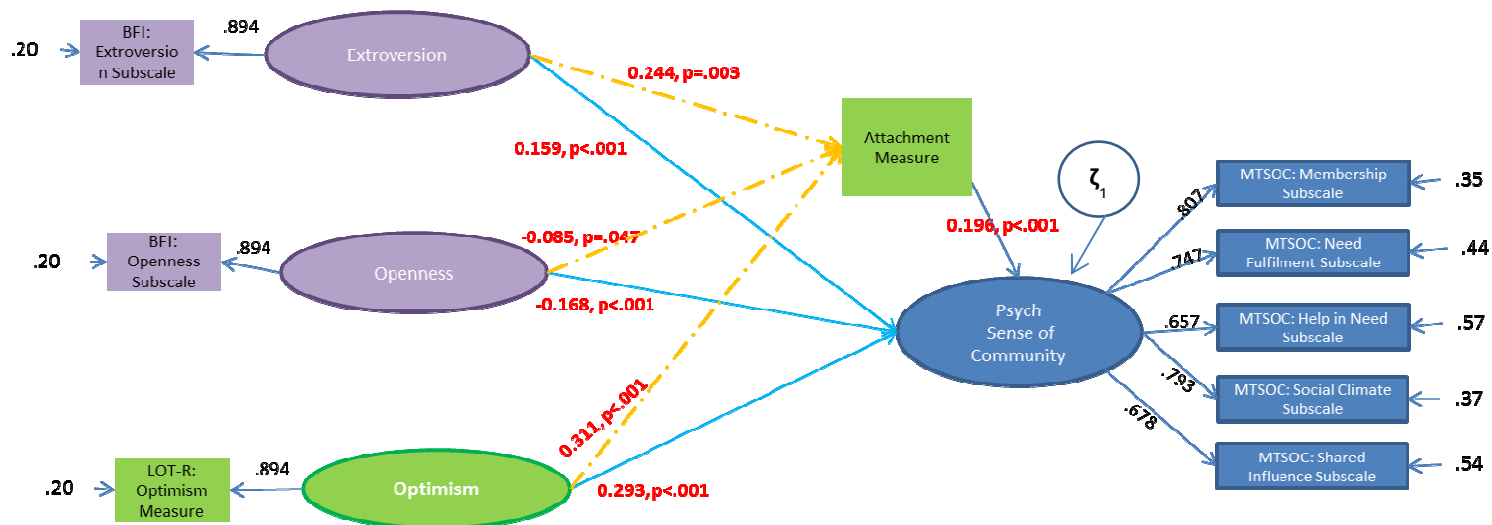 .20
BFI:
Extroversio
n Subscale
.894
Extroversion
0.244, p=.003
0.159, p<.001
Attachment
Measure
ζ1
0.196, p<.001
.20
BFI:
Openness
Subscale
.894
Openness
-0.085, p=.047
-0.168, p<.001
Psych
Sense of
Community
.807
MTSOC: Membership
Subscale
.35
.747
MTSOC: Need
Fulfilment Subscale
.44
.657
MTSOC: Help in Need
Subscale
.57
.793
MTSOC: Social Climate
Subscale
.37
.678
MTSOC: Shared
Influence Subscale
.54
.20
LOT-R:
Optimism
Measure
.894
Optimism
0.311, p<.001
0.293, p<.001